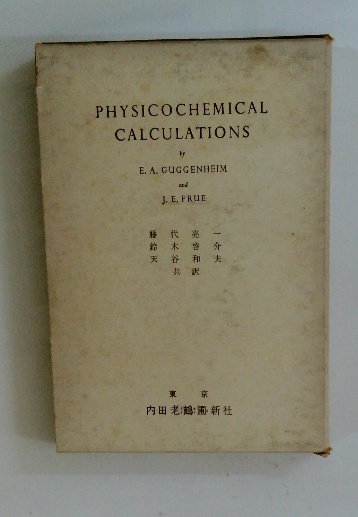 PHYSICOCHEMICAL
CALCULATIONS
by
E. A. GUGGENHEIM
and
J. E. PRUE
藤代亮一
鈴木啓介
天谷和夫
共訳
東京
内田老鶴圃新社